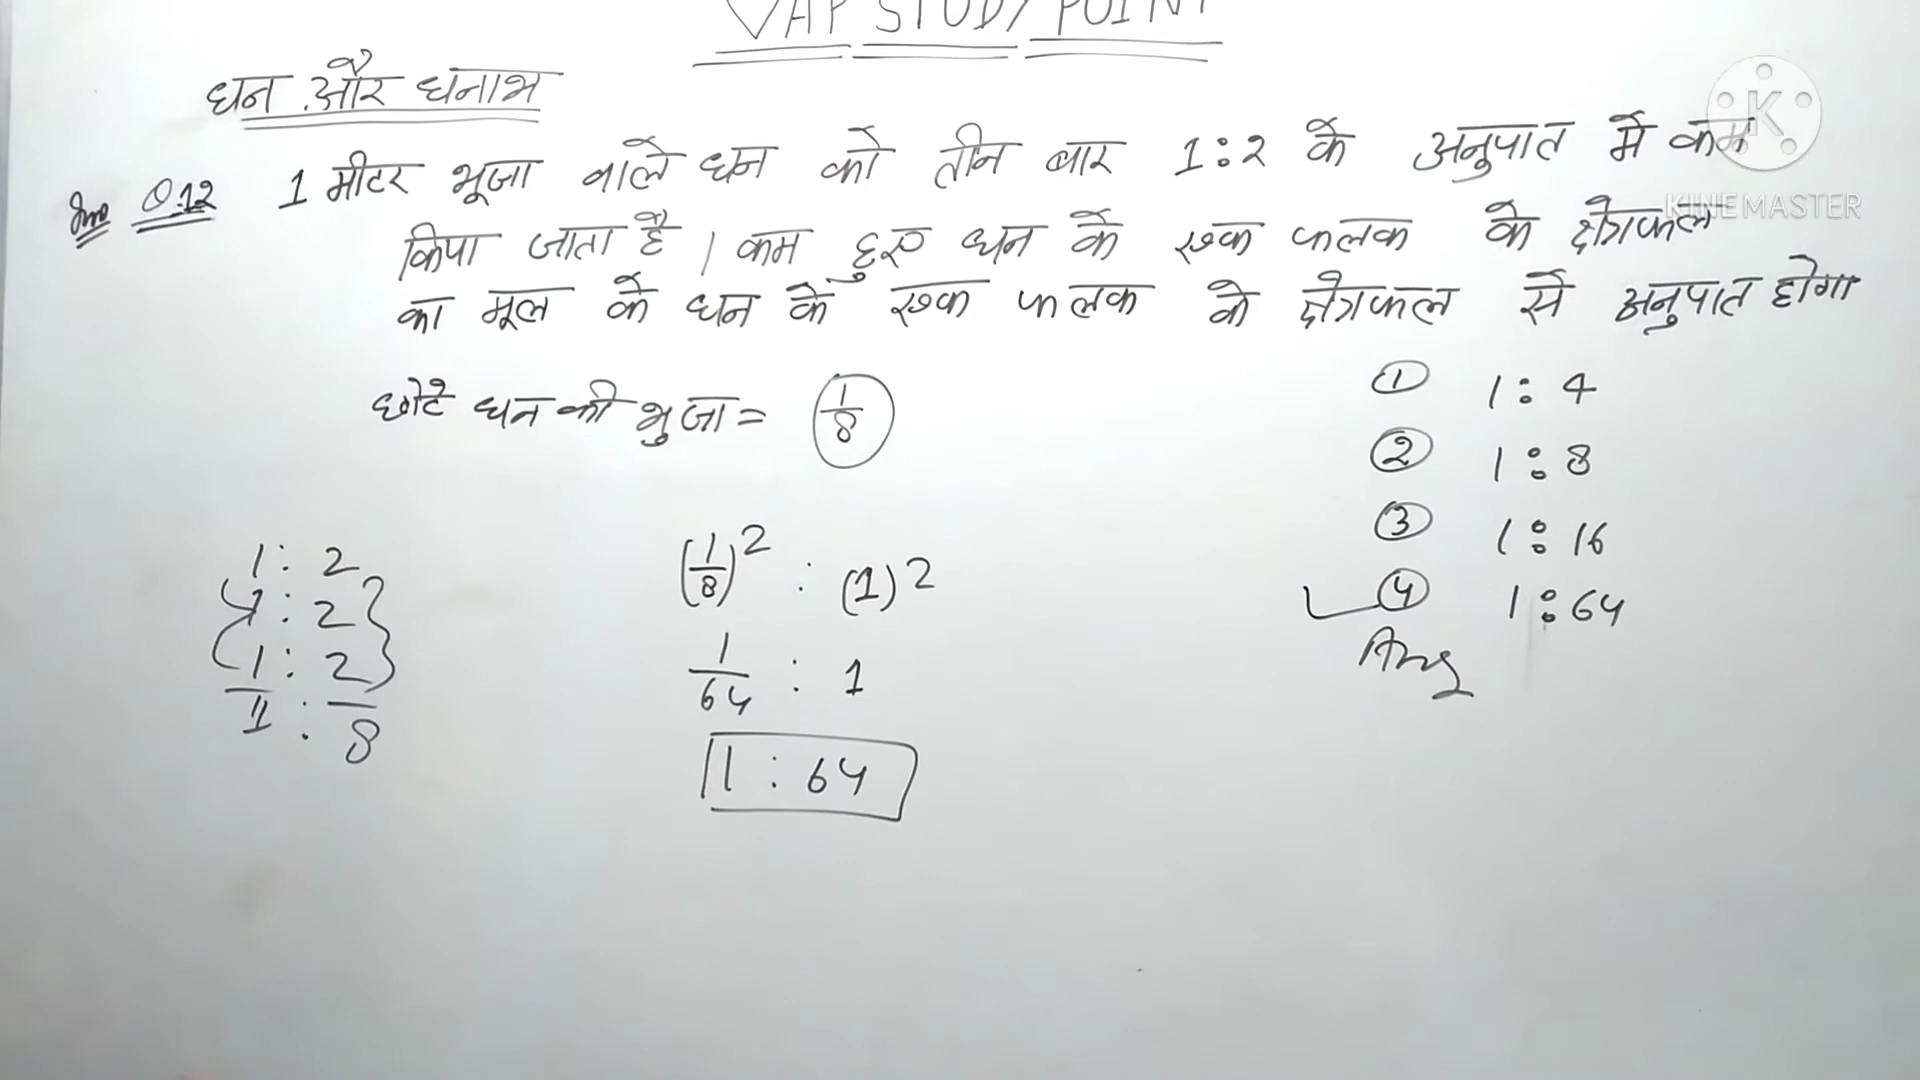 STUDY POINT
घन और घनाभ
Q.12 1 मीटर भूजा वाले घन को तीन बार 1:2 के अनुपात मे कम
किया जाता है । कम हुए घन के एक फलक के क्षेत्रफल
का मूल के घन के एक फलक के क्षेत्रफल से अनुपात होगा
① 1 : 4
② 1 : 8
③ 1 : 16
④ 1 : 64
Ans
छोटे घन की भुजा = 1/8
1 : 2
1 : 2
1 : 2
1 : 8
(1/8)² : (1)²
1/64 : 1
1 : 64
KINEMASTER